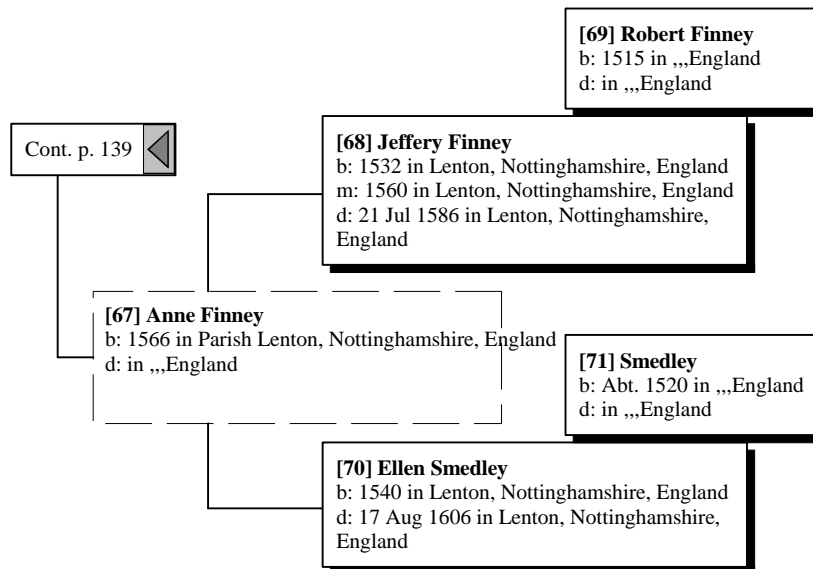 [69] Robert Finney
b: 1515 in ,,,England
d: in ,,,England
Cont. p. 139
[68] Jeffery Finney
b: 1532 in Lenton, Nottinghamshire, England
m: 1560 in Lenton, Nottinghamshire, England
d: 21 Jul 1586 in Lenton, Nottinghamshire,
England
[67] Anne Finney
b: 1566 in Parish Lenton, Nottinghamshire, England
d: in ,,,England
[71] Smedley
b: Abt. 1520 in ,,,England
d: in ,,,England
[70] Ellen Smedley
b: 1540 in Lenton, Nottinghamshire, England
d: 17 Aug 1606 in Lenton, Nottinghamshire,
England